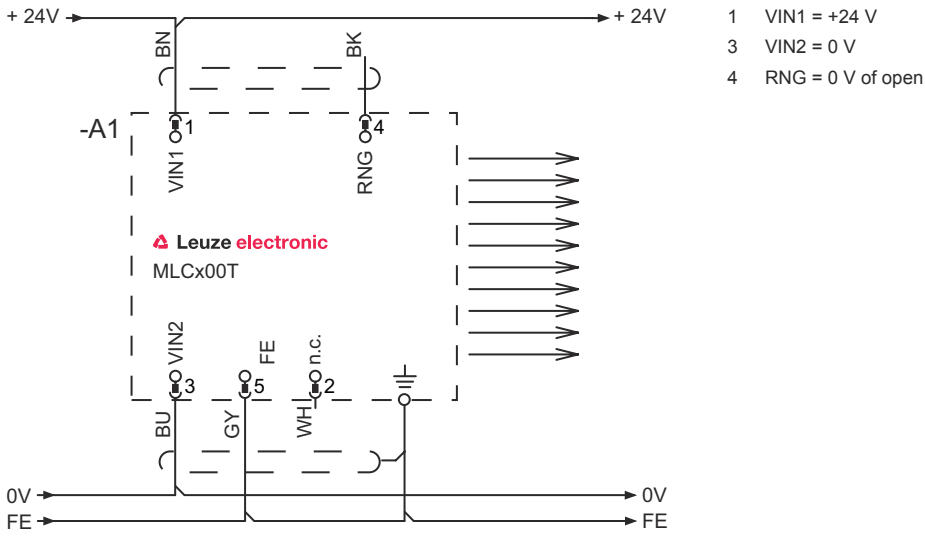 + 24V
+ 24V
1 VIN1 = +24 V
3 VIN2 = 0 V
4 RNG = 0 V of open
BN
BK
-A1
1
4
VIN1
RNG
Leuze electronic
MLCx00T
VIN2
FE
n.c.
3
5
2
BU
GY
WH
0V
0V
FE
FE